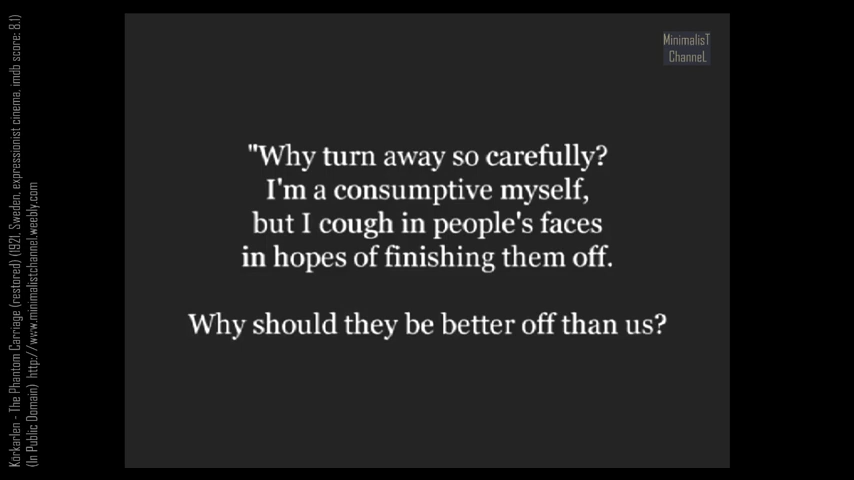 MinimalisT
ChanneL
"Why turn away so carefully?
I'm a consumptive myself,
but I cough in people's faces
in hopes of finishing them off.
Why should they be better off than us?
Körkarlen - The Phantom Carriage (restored) (1921, Sweden, expressionist cinema, imdb score: 8.1)
(In Public Domain) http://www.minimalistchannel.weebly.com